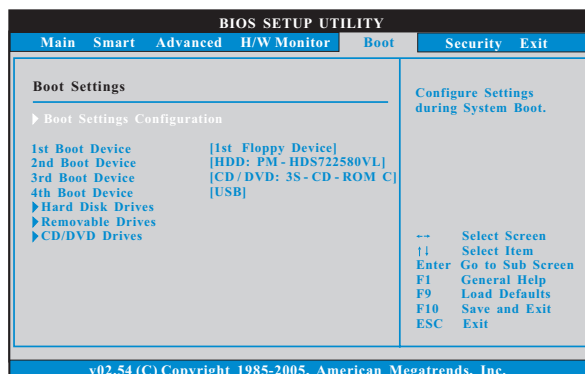 BIOS SETUP UTILITY
Main Smart Advanced H/W Monitor Boot Security Exit
Boot Settings
Boot Settings Configuration
1st Boot Device [1st Floppy Device]
2nd Boot Device [HDD: PM - HDS722580VL]
3rd Boot Device [CD / DVD: 3S - CD - ROM C]
4th Boot Device [USB]
Hard Disk Drives
Removable Drives
CD/DVD Drives
Configure Settings
during System Boot.
←→ Select Screen
↑↓ Select Item
Enter Go to Sub Screen
F1 General Help
F9 Load Defaults
F10 Save and Exit
ESC Exit
v02.54 (C) Copyright 1985-2005, American Megatrends, Inc.